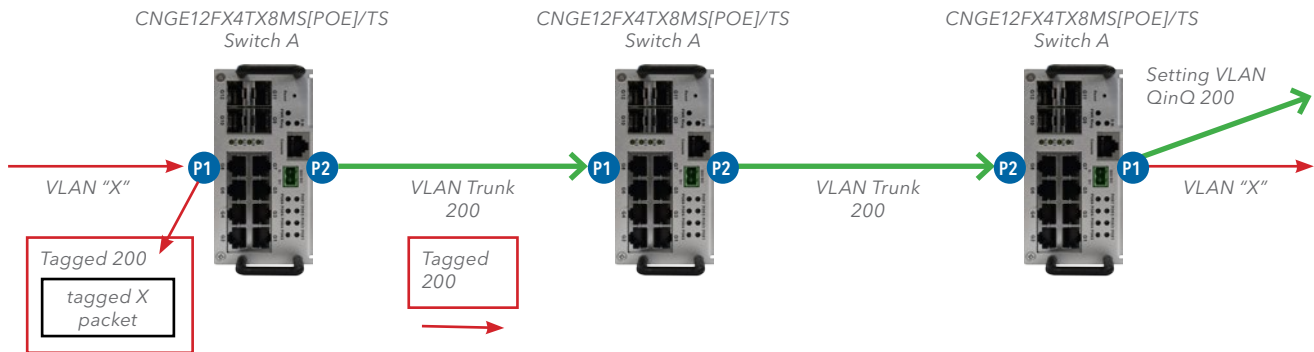 CNGE12FX4TX8MS[POE]/TS
Switch A
CNGE12FX4TX8MS[POE]/TS
Switch A
CNGE12FX4TX8MS[POE]/TS
Switch A
Setting VLAN
QinQ 200
P1
P2
P1
P2
P2
P1
VLAN “X”
VLAN Trunk
200
VLAN Trunk
200
VLAN “X”
Tagged 200
tagged X
packet
Tagged
200